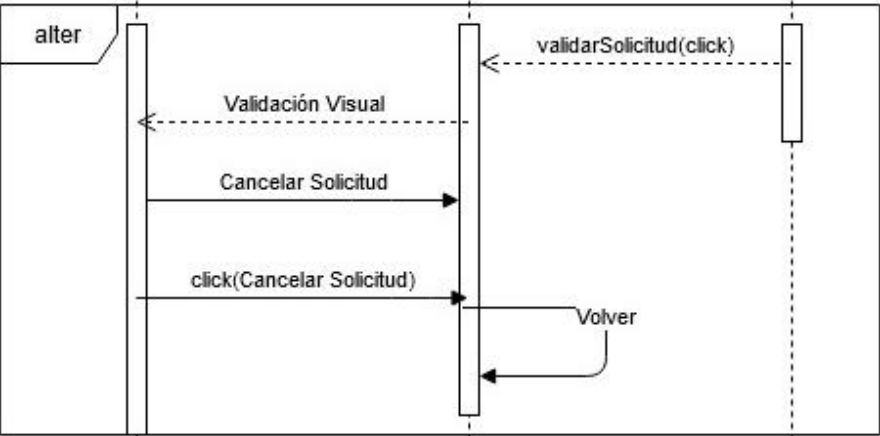 alter
validarSolicitud(click)
Validación Visual
Cancelar Solicitud
click(Cancelar Solicitud)
Volver